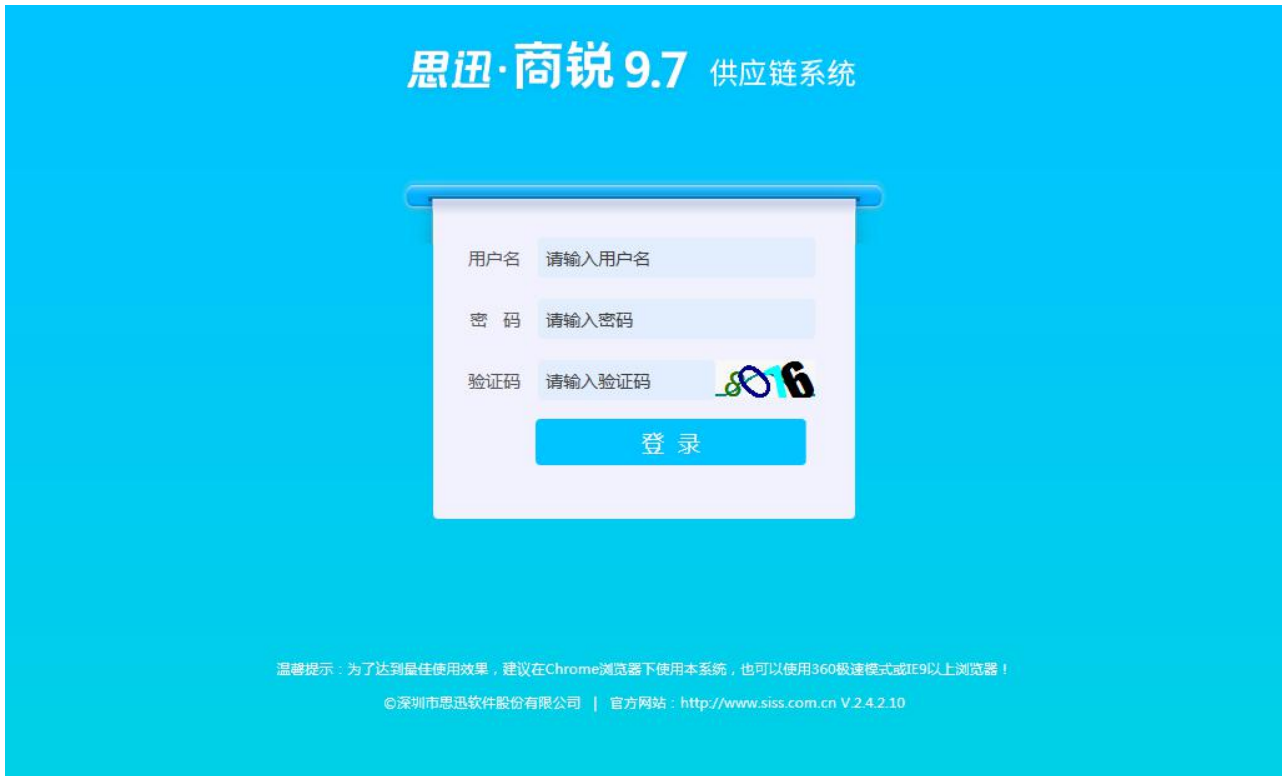 思迅·商锐 9.7 供应链系统
用户名 请输入用户名
密 码 请输入密码
验证码 请输入验证码 8016
登 录
温馨提示：为了达到最佳使用效果，建议在Chrome浏览器下使用本系统，也可以使用360极速模式或IE9以上浏览器！
©深圳市思迅软件股份有限公司 | 官方网站：http://www.siss.com.cn V.2.4.2.10